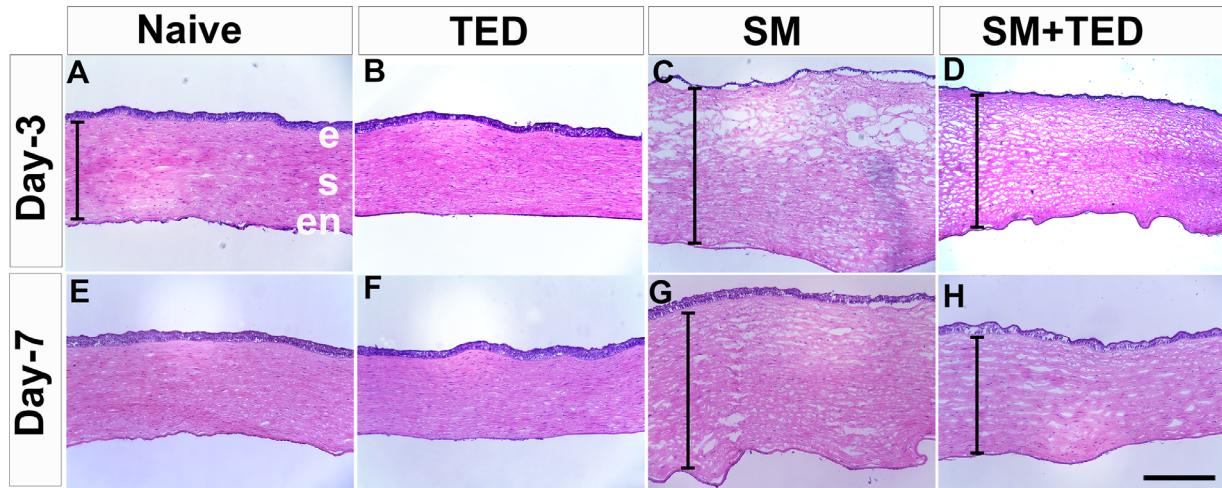 Naive TED SM SM+TED
Day-3
A B C D
e
s
en
Day-7
E F G H